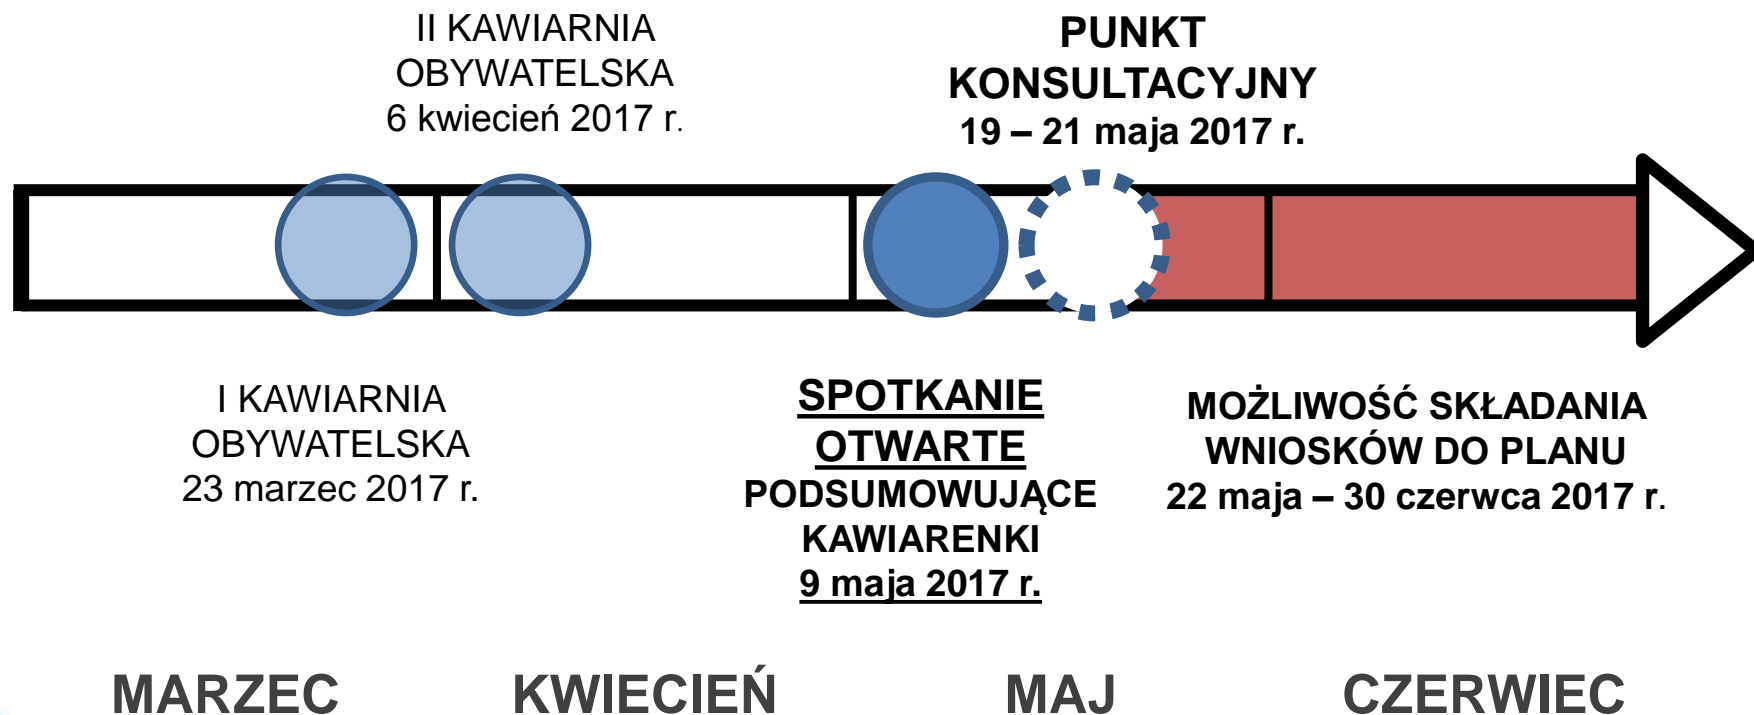 II KAWIARNIA
OBYWATELSKA
6 kwiecień 2017 r.
PUNKT
KONSULTACYJNY
19 – 21 maja 2017 r.
I KAWIARNIA
OBYWATELSKA
23 marzec 2017 r.
SPOTKANIE
OTWARTE
PODSUMOWUJĄCE
KAWIARENKI
9 maja 2017 r.
MOŻLIWOŚĆ SKŁADANIA
WNIOSKÓW DO PLANU
22 maja – 30 czerwca 2017 r.
MARZEC
KWIECIEŃ
MAJ
CZERWIEC